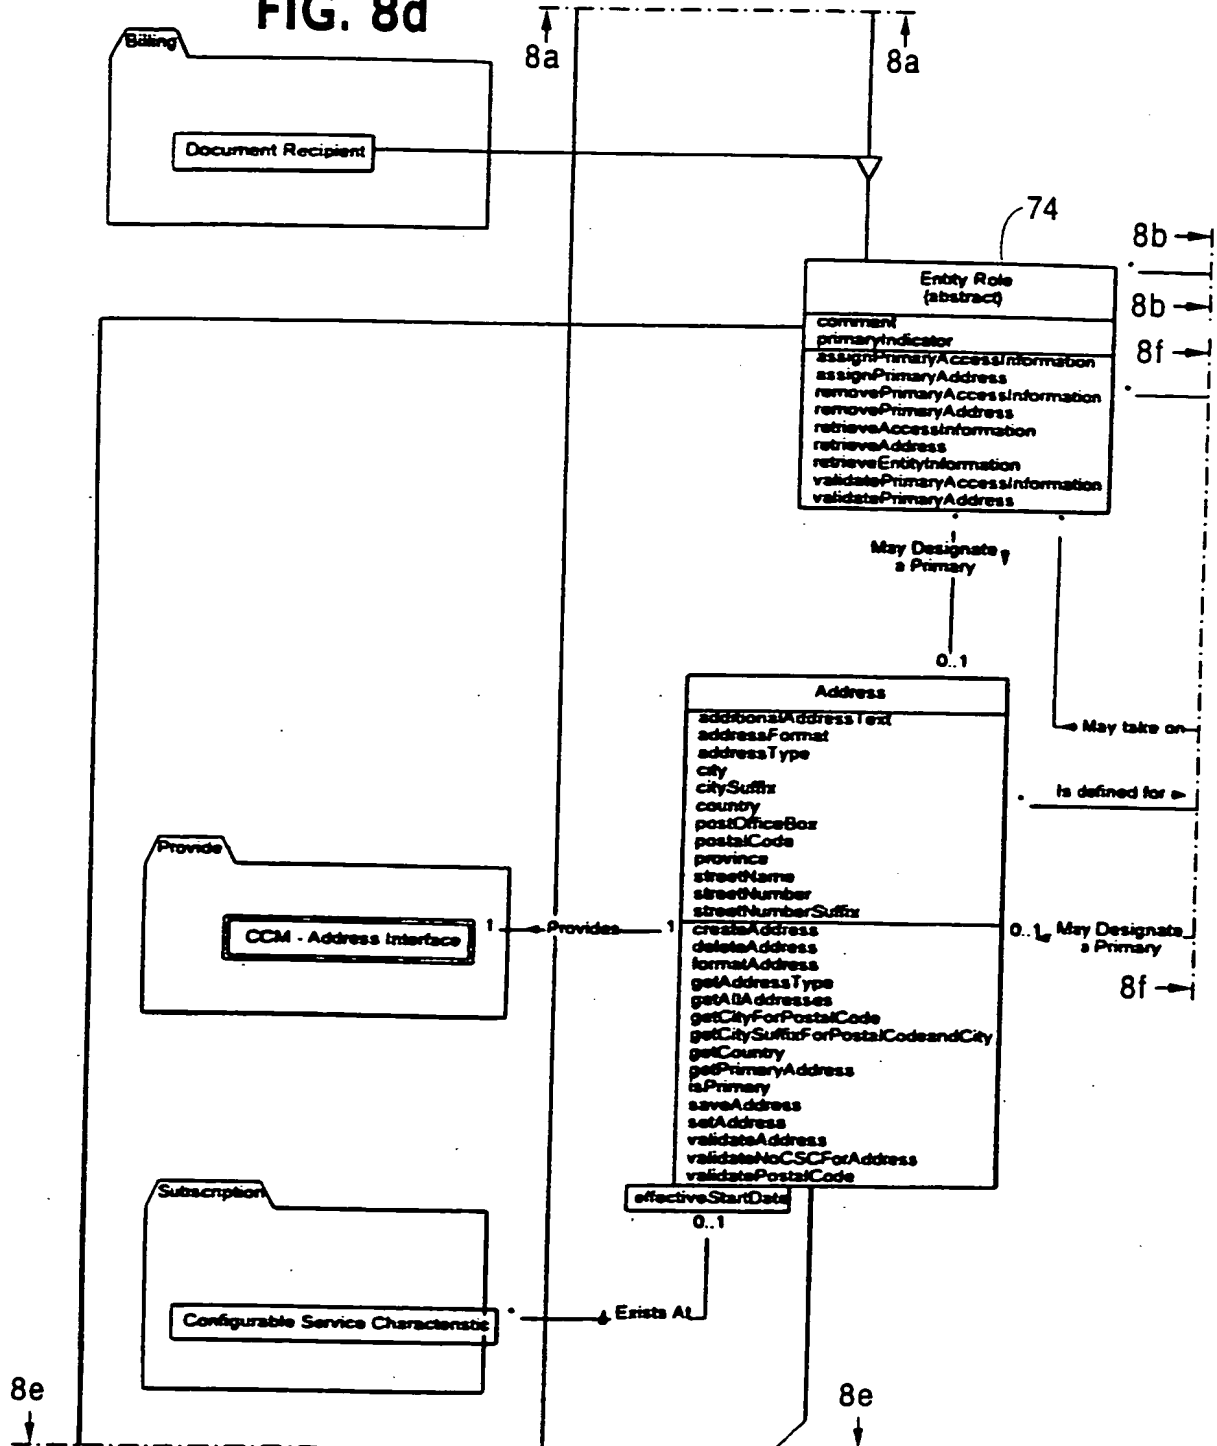 FIG. 8d
8a
8a
Billing
Document Recipient
74
8b
8b
8f
Entity Role
(abstract)
comment
primaryIndicator
assignPrimaryAccessInformation
assignPrimaryAddress
removePrimaryAccessInformation
removePrimaryAddress
retrieveAccessInformation
retrieveAddress
retrieveEntityInformation
validatePrimaryAccessInformation
validatePrimaryAddress
May Designate
a Primary
0..1
Address
additionalAddressText
addressFormat
addressType
city
citySuffix
country
postOfficeBox
postalCode
province
streetName
streetNumber
streetNumberSuffix
createAddress
deleteAddress
formatAddress
getAddressType
getAllAddresses
getCityForPostalCode
getCitySuffixForPostalCodeandCity
getCountry
getPrimaryAddress
isPrimary
saveAddress
setAddress
validateAddress
validateNoCSCForAddress
validatePostalCode
effectiveStartDate
0..1
May take on
Is defined for
0..1
May Designate
a Primary
8f
Provide
CCM - Address Interface
1
Provides
1
Subscription
Configurable Service Characteristic
*
Exists At
8e
8e